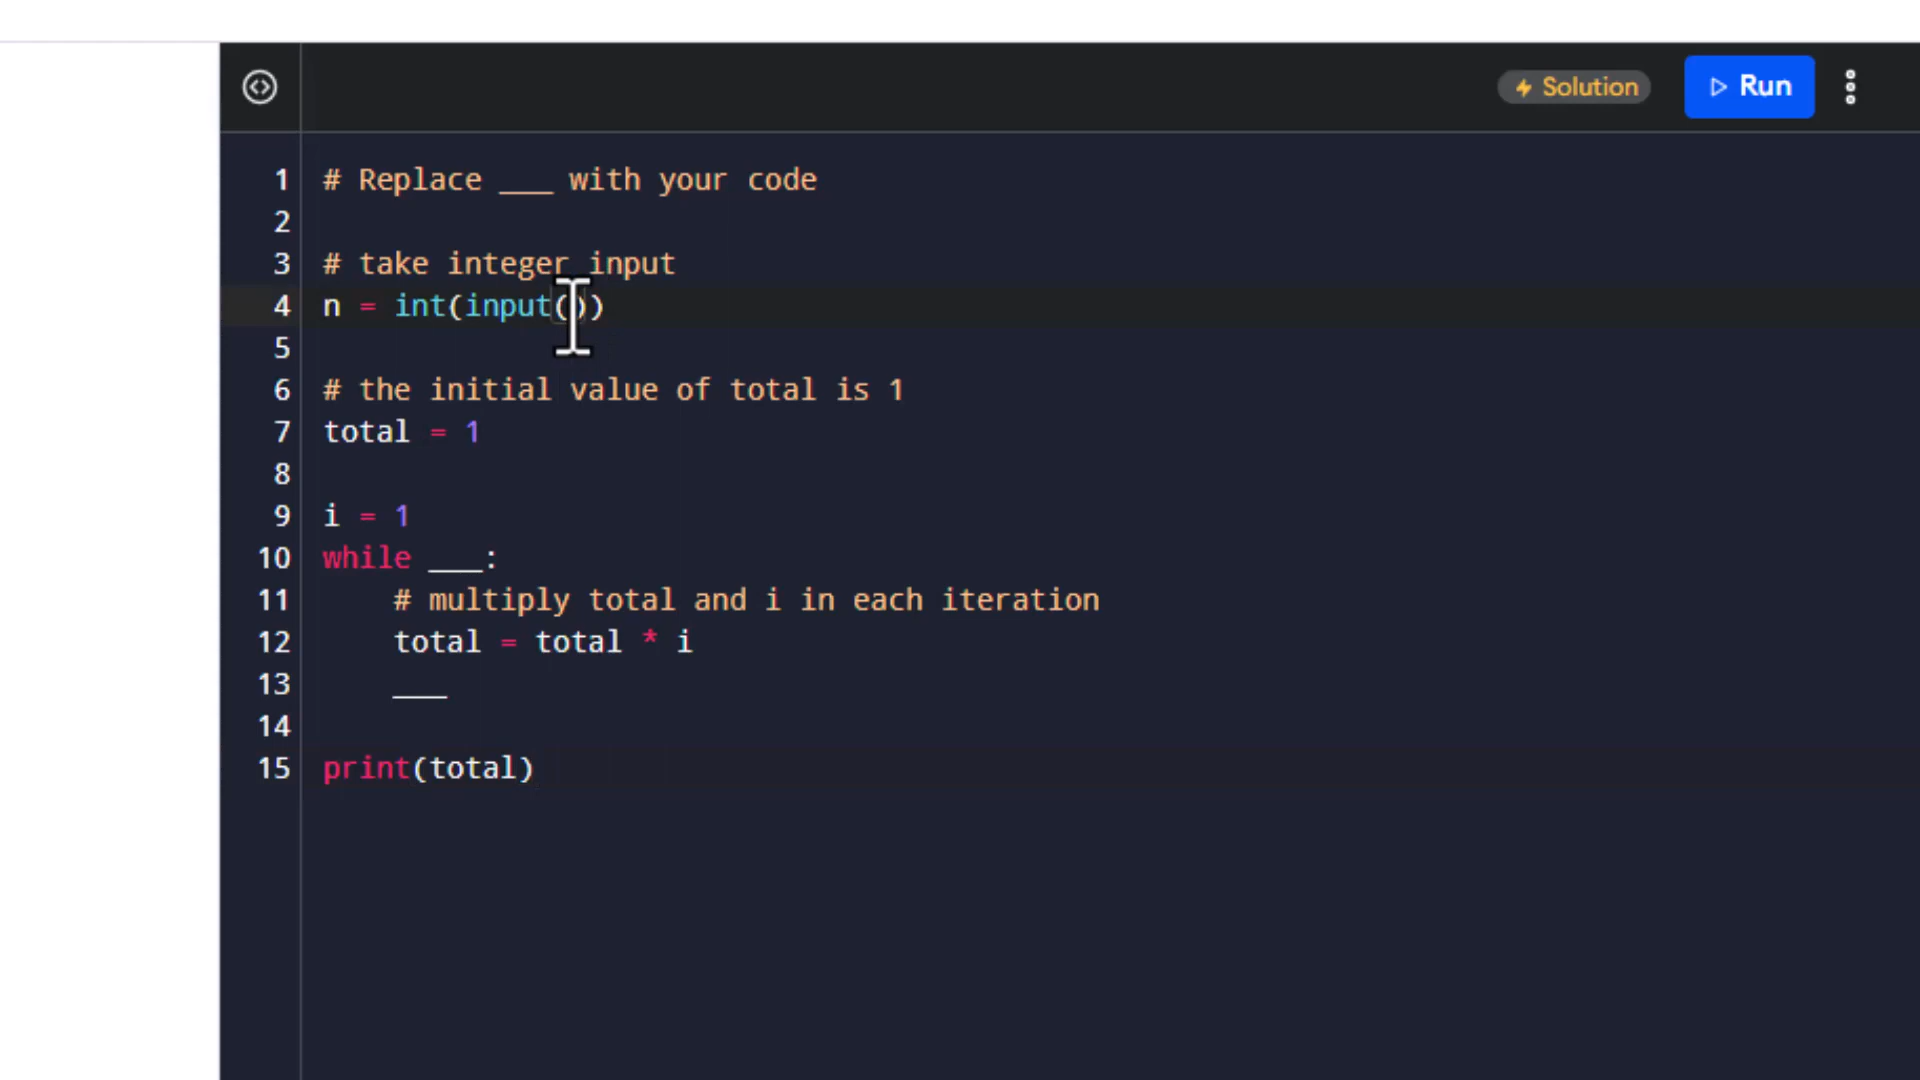 Solution
Run
1 # Replace ___ with your code
2
3 # take integer input
4 n = int(input())
5
6 # the initial value of total is 1
7 total = 1
8
9 i = 1
10 while ___:
11     # multiply total and i in each iteration
12     total = total * i
13     ___
14
15 print(total)